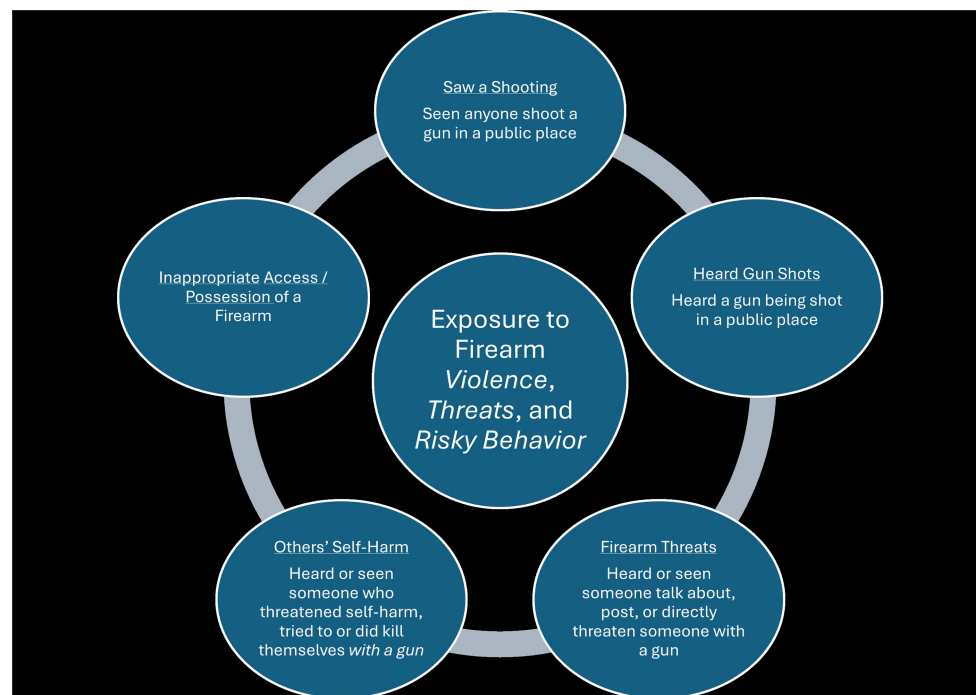 Saw a Shooting
Seen anyone shoot a
gun in a public place
Inappropriate Access /
Possession of a
Firearm
Heard Gun Shots
Heard a gun being shot
in a public place
Exposure to
Firearm
Violence,
Threats, and
Risky Behavior
Others’ Self-Harm
Heard or seen
someone who
threatened self-harm,
tried to or did kill
themselves with a gun
Firearm Threats
Heard or seen
someone talk about,
post, or directly
threaten someone with
a gun